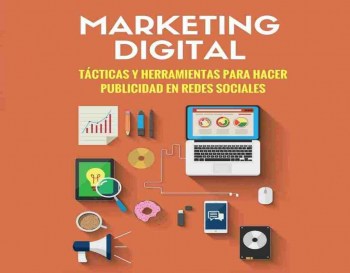 MARKETING
DIGITAL
TÁCTICAS Y HERRAMIENTAS PARA HACER
PUBLICIDAD EN REDES SOCIALES